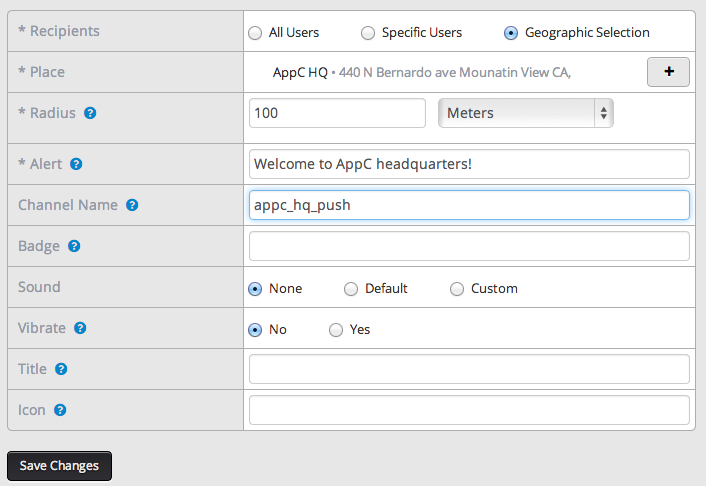 * Recipients All Users Specific Users Geographic Selection
* Place AppC HQ • 440 N Bernardo ave Mounatin View CA, +
* Radius ? 100 Meters
* Alert ? Welcome to AppC headquarters!
Channel Name ? appc_hq_push
Badge ?
Sound None Default Custom
Vibrate ? No Yes
Title ?
Icon ?
Save Changes